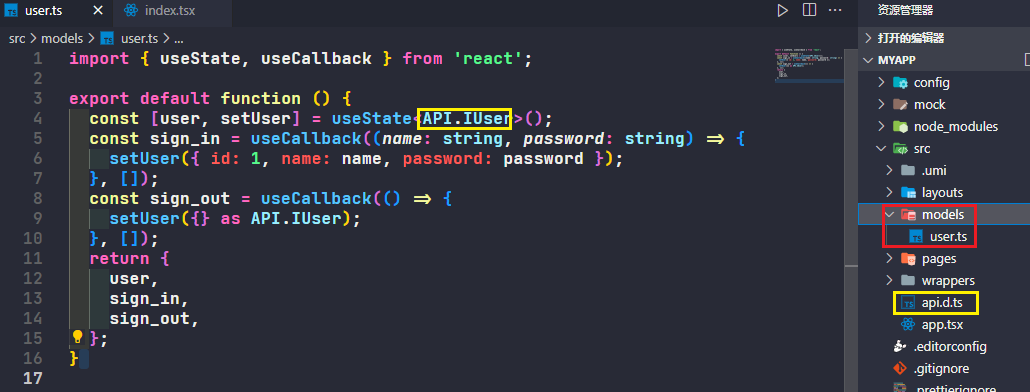 user.ts
index.tsx
资源管理器
src > models > user.ts > ...
打开的编辑器
MYAPP
1 import { useState, useCallback } from 'react';
2
3 export default function () {
4 const [user, setUser] = useState<API.IUser>();
5 const sign_in = useCallback((name: string, password: string) => {
6 setUser({ id: 1, name: name, password: password });
7 }, []);
8 const sign_out = useCallback(() => {
9 setUser({} as API.IUser);
10 }, []);
11 return {
12 user,
13 sign_in,
14 sign_out,
15 };
16 }
17
config
mock
node_modules
src
.umi
layouts
models
TS user.ts
pages
wrappers
TS api.d.ts
app.tsx
.editorconfig
.gitignore
.prettierignore